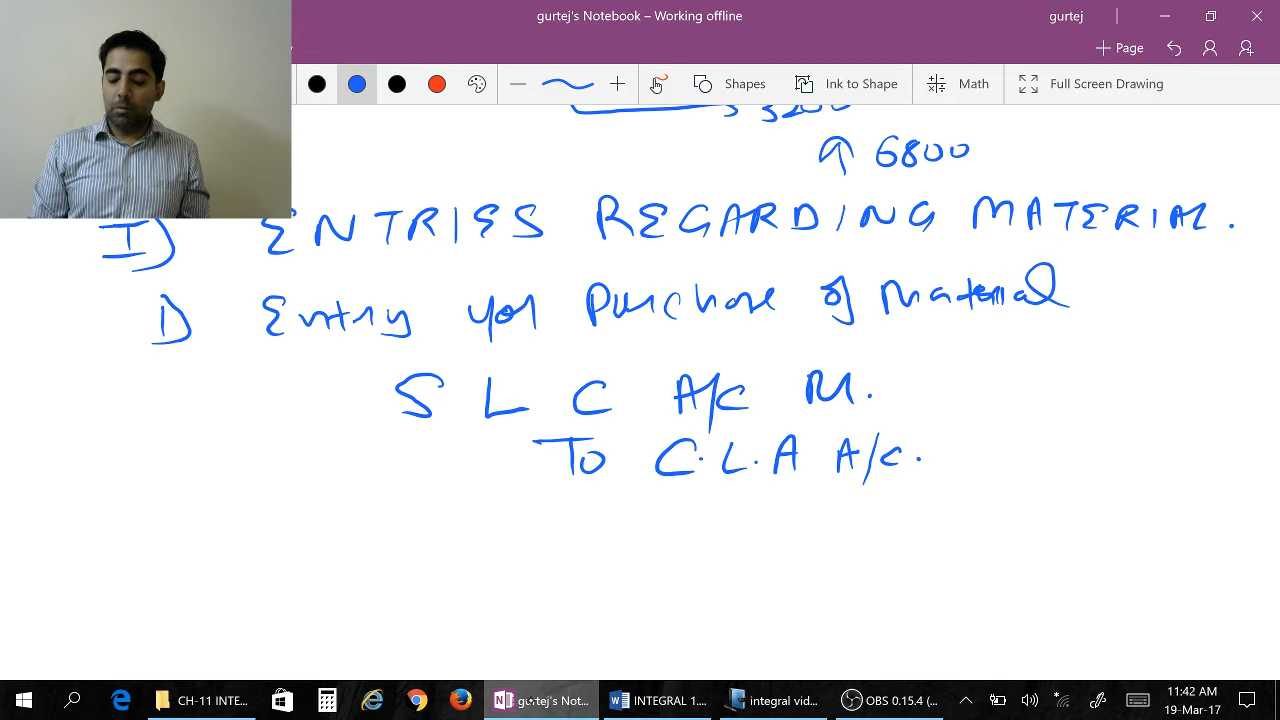 gurtej's Notebook – Working offline
gurtej
Page
Shapes
Ink to Shape
Math
Full Screen Drawing
3200
↑ 6800
I) ENTRIES REGARDING MATERIAL.
1) Entry for Purchase of Material
S L C A/c Dr.
To C.L.A A/c.
CH-11 INTE...
gurtej's Not...
INTEGRAL 1....
integral vid...
OBS 0.15.4 (...
11:42 AM
19-Mar-17